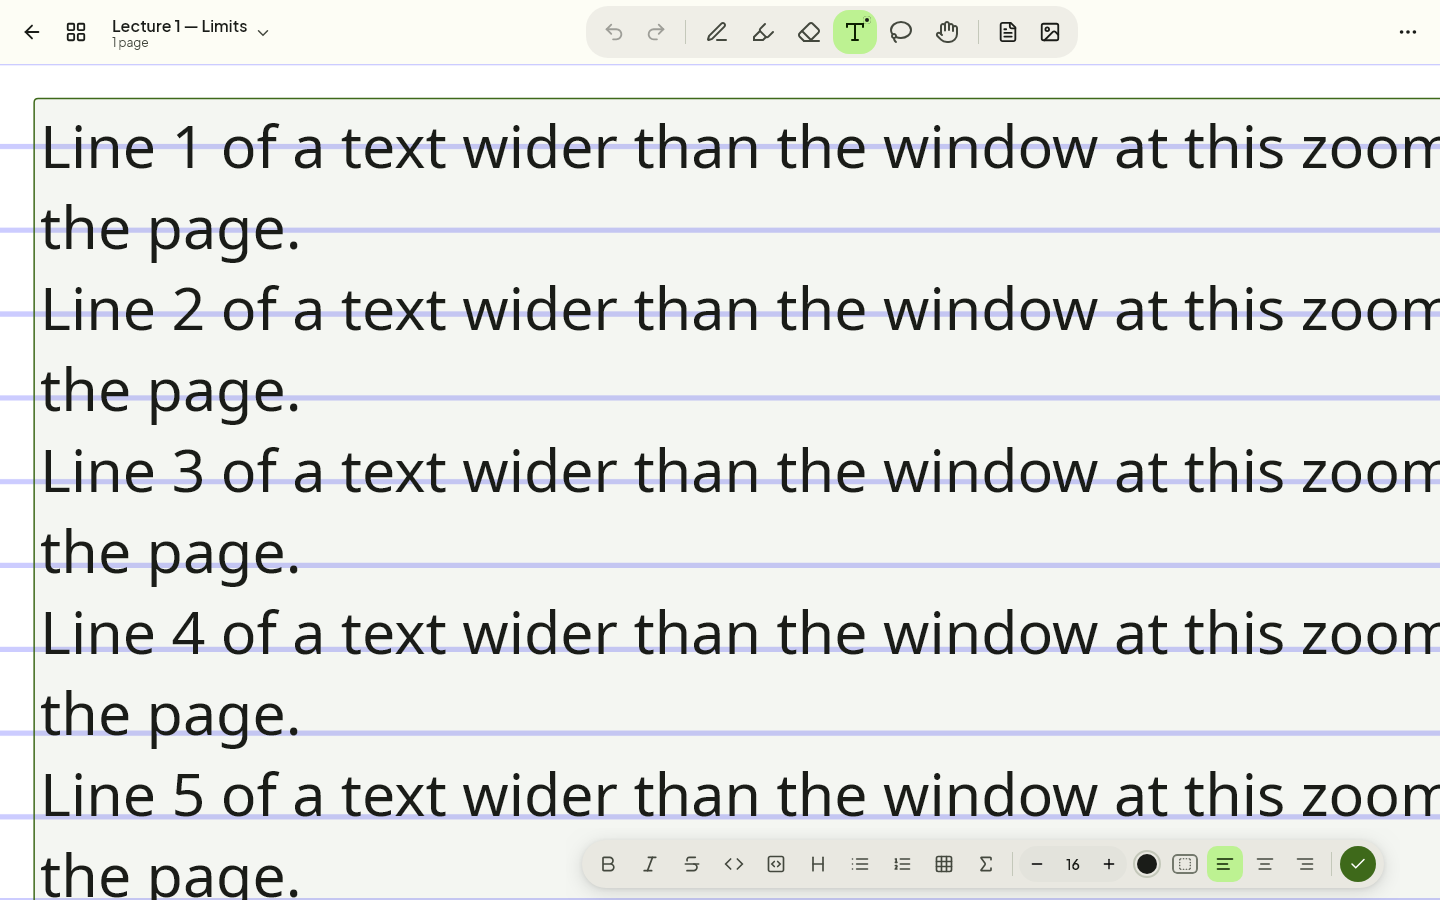 Lecture 1 — Limits
1 page
Line 1 of a text wider than the window at this zoom
the page.
Line 2 of a text wider than the window at this zoom
the page.
Line 3 of a text wider than the window at this zoom
the page.
Line 4 of a text wider than the window at this zoom
the page.
Line 5 of a text wider than the window at this zoom
the page.
16